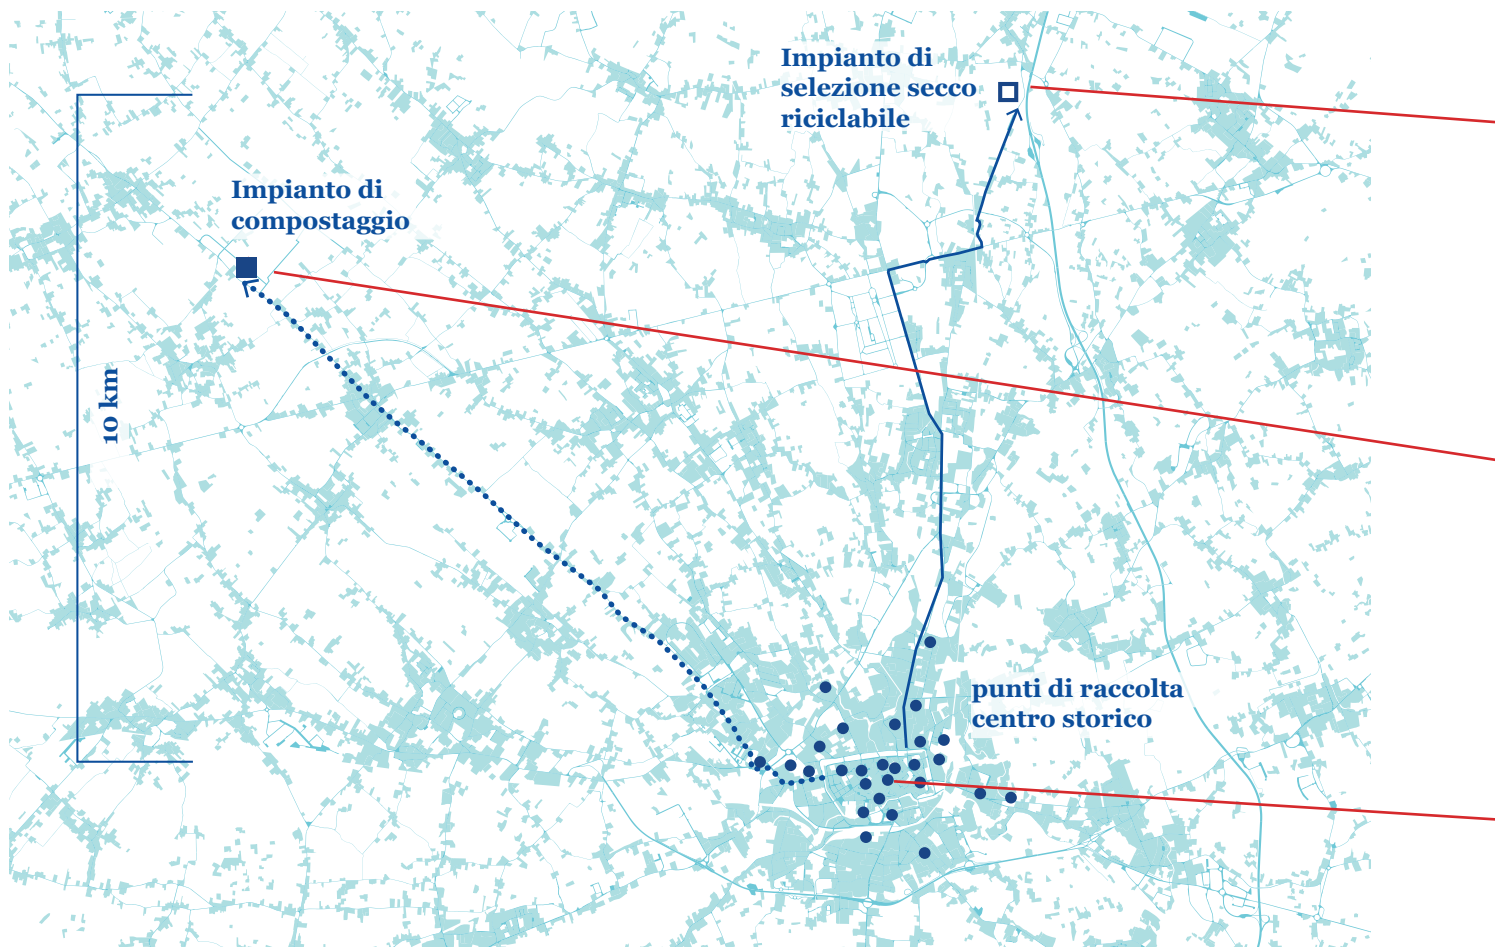 Impianto di
selezione secco
riciclabile
Impianto di
compostaggio
10 km
punti di raccolta
centro storico